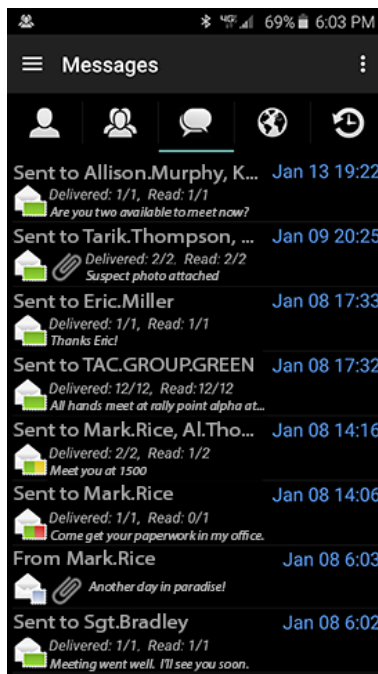 4G 69% 6:03 PM
Messages
Sent to Allison.Murphy, K... Jan 13 19:22
Delivered: 1/1, Read: 1/1
Are you two available to meet now?
Sent to Tarik.Thompson, ... Jan 09 20:25
Delivered: 2/2, Read: 2/2
Suspect photo attached
Sent to Eric.Miller Jan 08 17:33
Delivered: 1/1, Read: 1/1
Thanks Eric!
Sent to TAC.GROUP.GREEN Jan 08 17:32
Delivered: 12/12, Read:12/12
All hands meet at rally point alpha at...
Sent to Mark.Rice, Al.Tho... Jan 08 14:16
Delivered: 2/2, Read: 1/2
Meet you at 1500
Sent to Mark.Rice Jan 08 14:06
Delivered: 1/1, Read: 0/1
Come get your paperwork in my office.
From Mark.Rice Jan 08 6:03
Another day in paradise!
Sent to Sgt.Bradley Jan 08 6:02
Delivered: 1/1, Read: 1/1
Meeting went well. I'll see you soon.